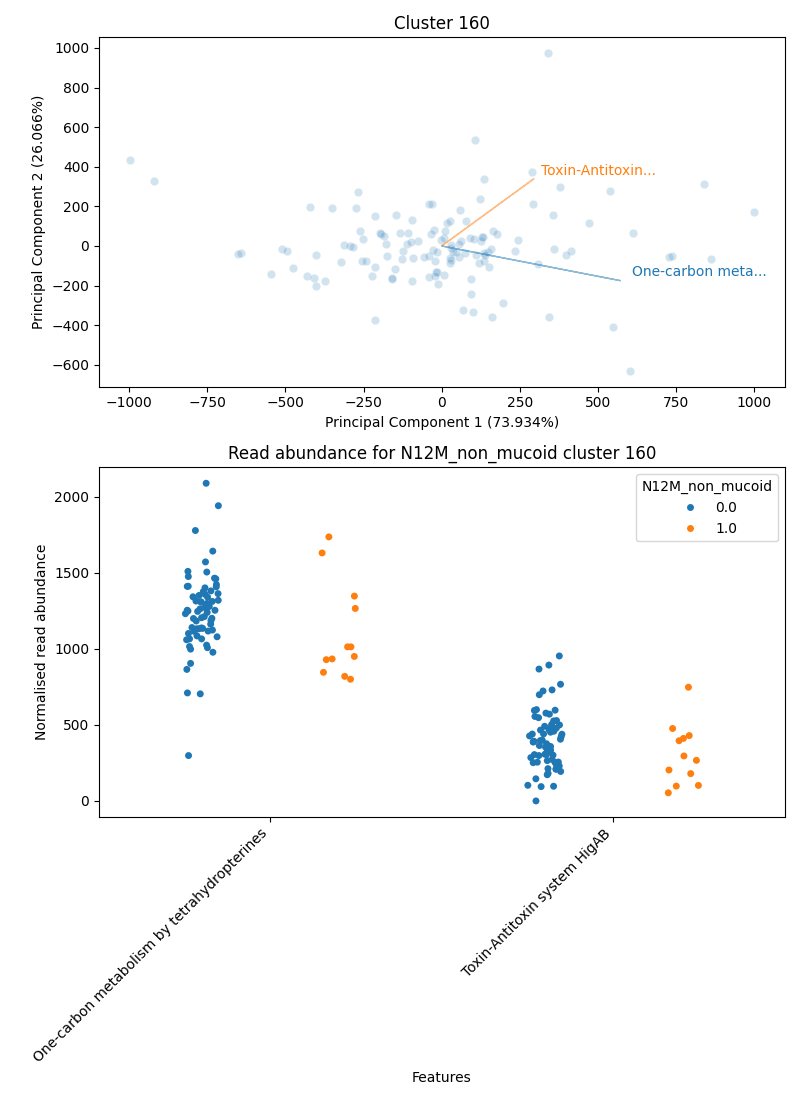 Cluster 160
1000
800
600
400
200
0
−200
−400
−600
Principal Component 2 (26.066%)
Toxin-Antitoxin...
One-carbon meta...
−1000
−750
−500
−250
0
250
500
750
1000
Principal Component 1 (73.934%)
Read abundance for N12M_non_mucoid cluster 160
2000
1500
1000
500
0
Normalised read abundance
N12M_non_mucoid
0.0
1.0
One-carbon metabolism by tetrahydropterines
Toxin-Antitoxin system HigAB
Features